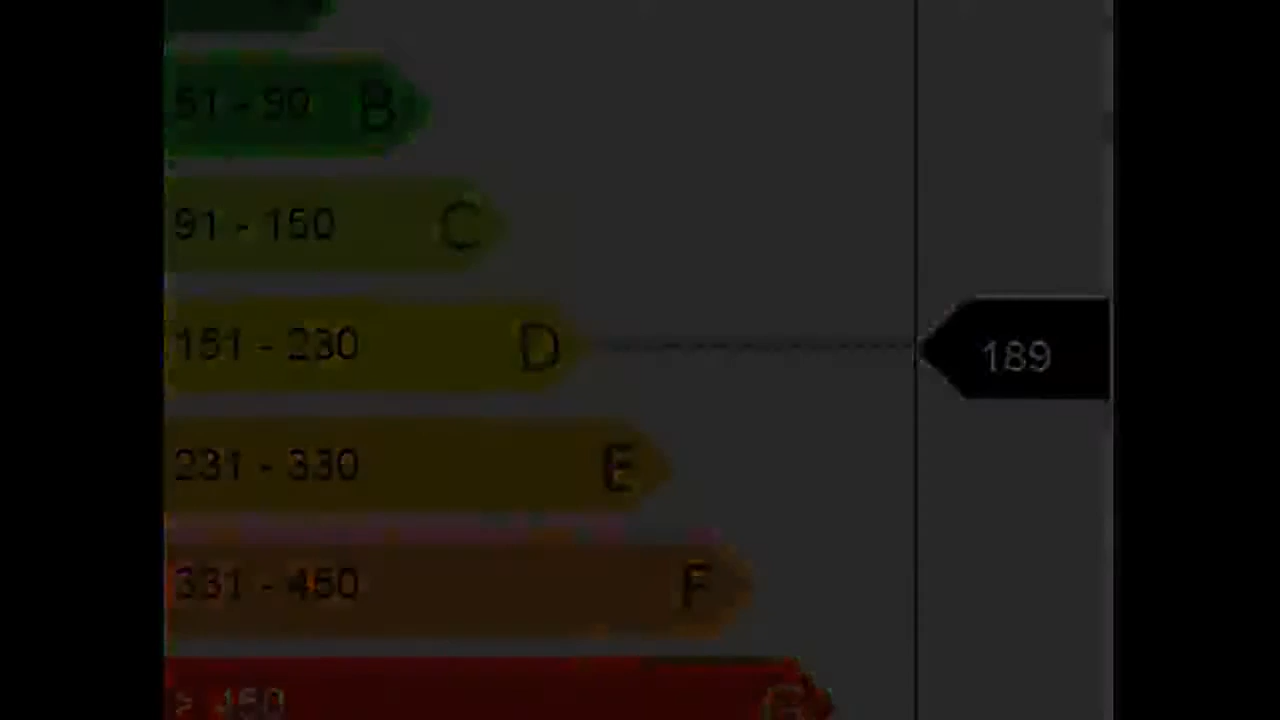 51 - 90 B
91 - 150 C
151 - 230 D
189
231 - 330 E
331 - 450 F
> 450 G